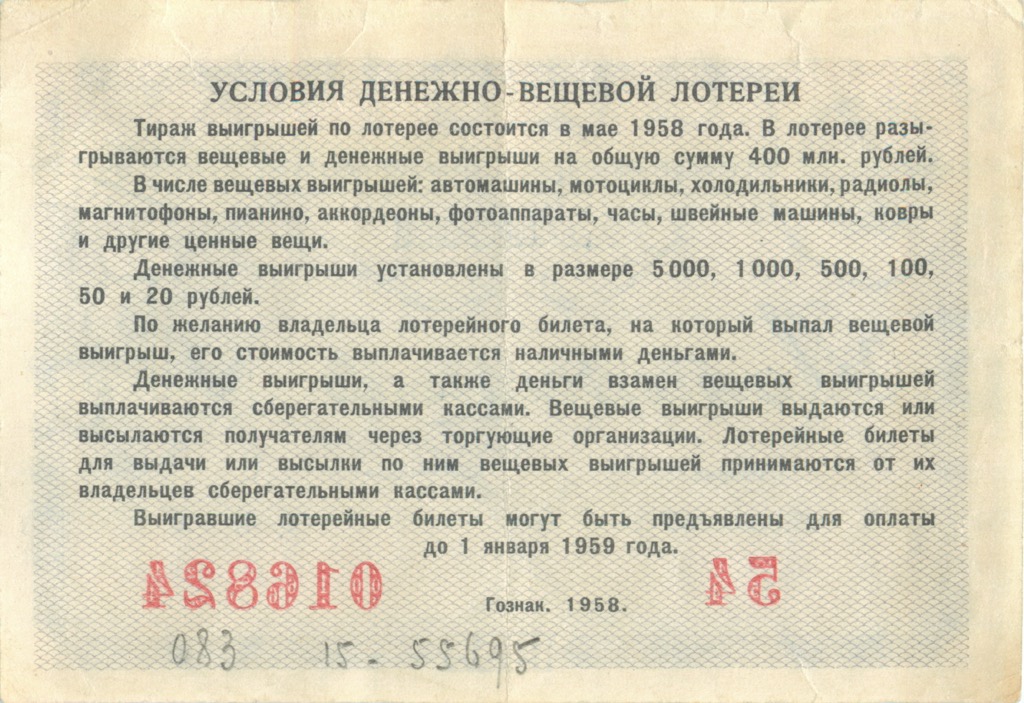 УСЛОВИЯ ДЕНЕЖНО-ВЕЩЕВОЙ ЛОТЕРЕИ
Тираж выигрышей по лотерее состоится в мае 1958 года. В лотерее разы-
грываются вещевые и денежные выигрыши на общую сумму 400 млн. рублей.
В числе вещевых выигрышей: автомашины, мотоциклы, холодильники, радиолы,
магнитофоны, пианино, аккордеоны, фотоаппараты, часы, швейные машины, ковры
и другие ценные вещи.
Денежные выигрыши установлены в размере 5000, 1000, 500, 100,
50 и 20 рублей.
По желанию владельца лотерейного билета, на который выпал вещевой
выигрыш, его стоимость выплачивается наличными деньгами.
Денежные выигрыши, а также деньги взамен вещевых выигрышей
выплачиваются сберегательными кассами. Вещевые выигрыши выдаются или
высылаются получателям через торгующие организации. Лотерейные билеты
для выдачи или высылки по ним вещевых выигрышей принимаются от их
владельцев сберегательными кассами.
Выигравшие лотерейные билеты могут быть предъявлены для оплаты
до 1 января 1959 года.
016824 54
Гознак. 1958.
083 15 - 55695